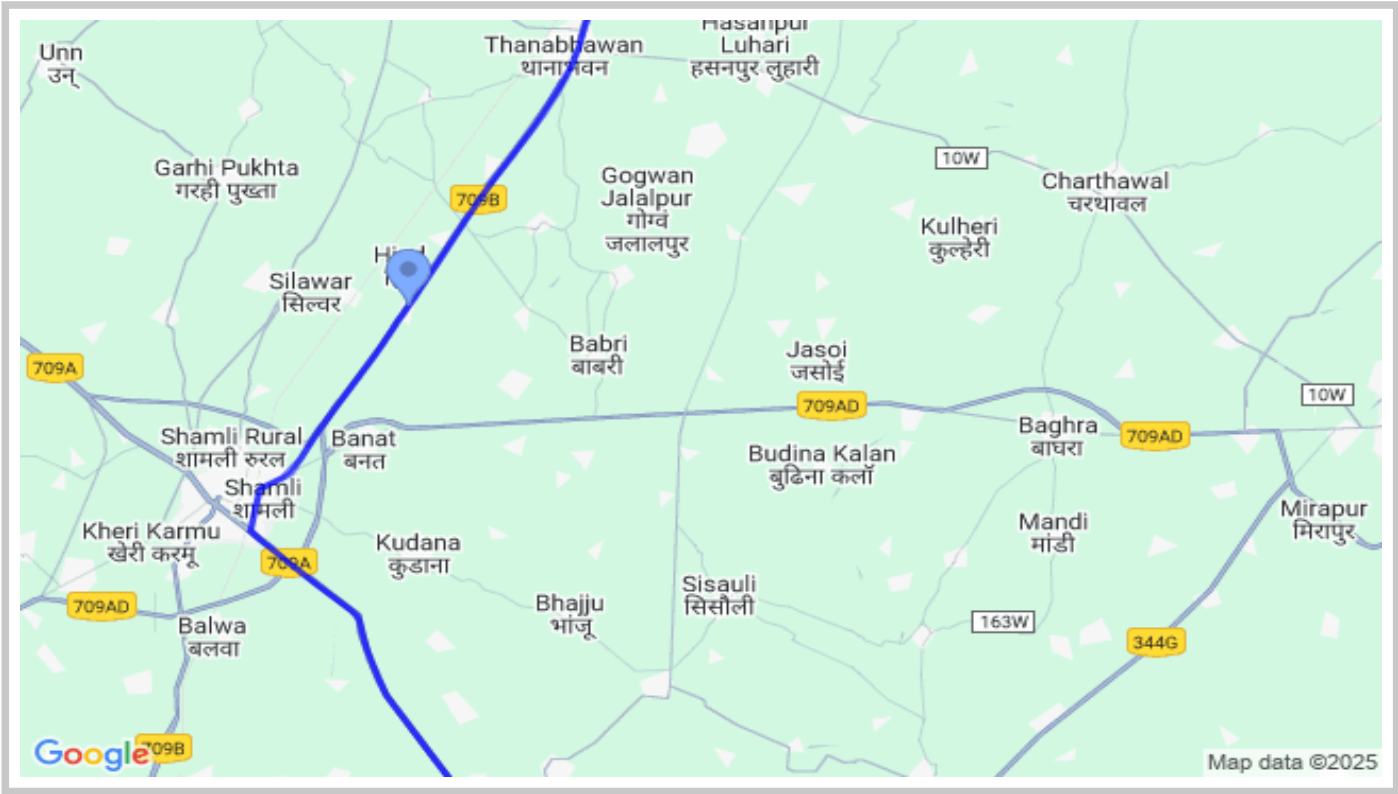 Hasanpur
Luhari
हसनपुर लुहारी
Thanabhawan
थानाभवन
Unn
उन्
10W
Garhi Pukhta
गरही पुख्ता
Gogwan
Jalalpur
गोग्वं
जलालपुर
Charthawal
चरथावल
709B
Kulheri
कुल्हेरी
Silawar
सिल्वर
Babri
बाबरी
Jasoi
जसोई
709A
10W
709AD
Baghra
बाघरा
709AD
Shamli Rural
शामली रुरल
Banat
बनत
Budina Kalan
बुढिना कलॉ
Shamli
शामली
Mirapur
मिरापुर
Kheri Karmu
खेरी करमू
Kudana
कुडाना
Mandi
मांडी
709A
Sisauli
सिसौली
709AD
Bhajju
भांजू
163W
Balwa
बलवा
344G
709B
Google
Map data ©2025